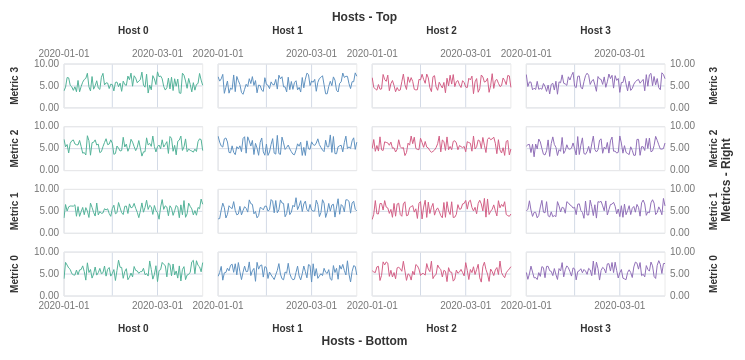 Hosts - Top
Host 0 Host 1 Host 2 Host 3
2020-01-01 2020-03-01 2020-01-01 2020-03-01 2020-01-01 2020-03-01 2020-01-01 2020-03-01
Metric 3 10.00 5.00 0.00 10.00 5.00 0.00 Metric 3
Metric 2 10.00 5.00 0.00 10.00 5.00 0.00 Metric 2
Metric 1 10.00 5.00 0.00 10.00 5.00 0.00 Metric 1
Metric 0 10.00 5.00 0.00 10.00 5.00 0.00 Metric 0
Metrics - Right
2020-01-01 2020-03-01 2020-01-01 2020-03-01 2020-01-01 2020-03-01 2020-01-01 2020-03-01
Host 0 Host 1 Host 2 Host 3
Hosts - Bottom